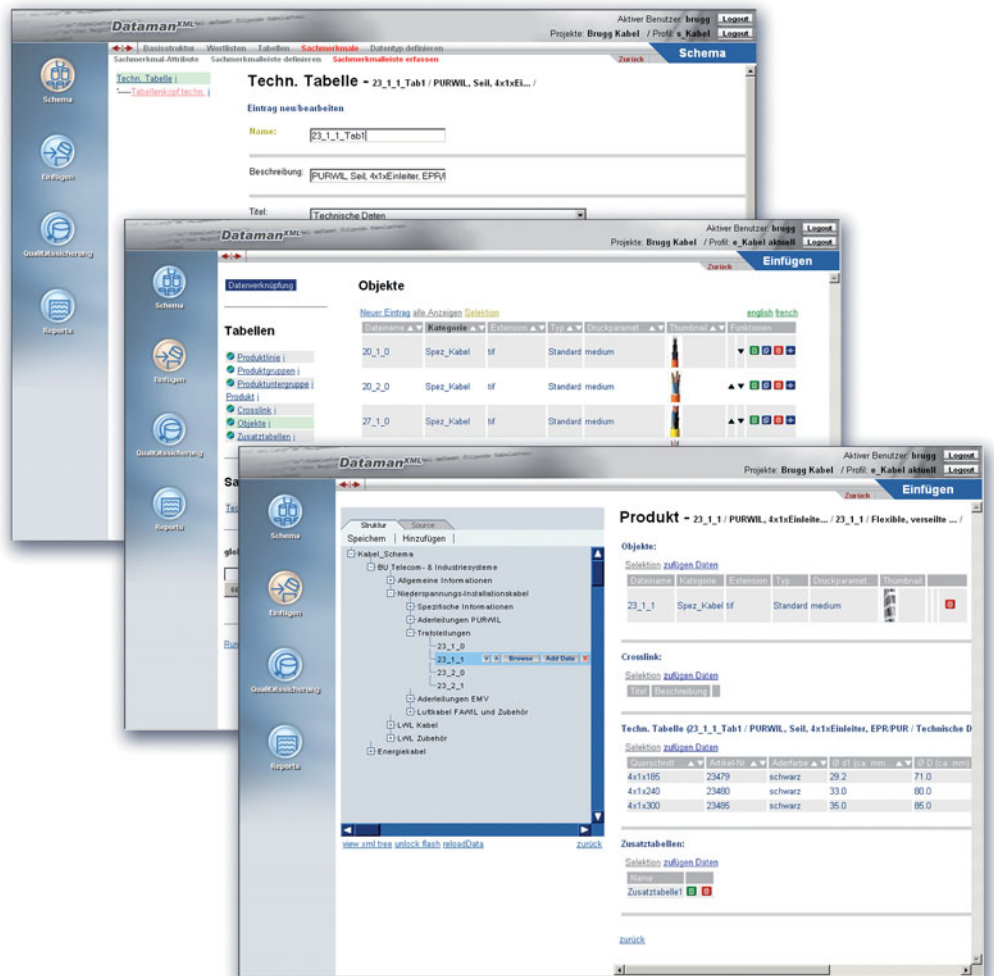 Dataman XML
Aktiver Benutzer: brugg Logout
Projekte: Brugg Kabel / Profil: s_Kabel Logout
Basisstruktur Wortlisten Tabellen Sachmerkmale Datentyp definieren
Schema
Sachmerkmal-Attribute Sachmerkmalleiste definieren Sachmerkmalleiste erfassen
Zurück
Schema
Einfügen
Qualitätssicherung
Reports
Techn. Tabelle i
Tabellenkopf techn. i
Techn. Tabelle - 23_1_1_Tab1 / PURWIL, Seil, 4x1xEi... /
Eintrag neu/bearbeiten
Name: 23_1_1_Tab1
Beschreibung: PURWIL, Seil, 4x1xEinleiter, EPR/
Titel: Technische Daten
Dataman XML
Aktiver Benutzer: brugg Logout
Projekte: Brugg Kabel / Profil: e_Kabel aktuell Logout
Zurück
Einfügen
Schema
Einfügen
Qualitätssicherung
Reports
Datenverknüpfung
Tabellen
Produktlinie i
Produktgruppen i
Produktuntergruppe i
Produkt i
Crosslink i
Objekte i
Zusatztabellen i
Objekte
Neuer Eintrag alle Anzeigen Selektion
english french
Dateiname Kategorie Extension Typ Druckparamet... Thumbnail Funktionen
20_1_0 Spez_Kabel tif Standard medium
20_2_0 Spez_Kabel tif Standard medium
27_1_0 Spez_Kabel tif Standard medium
Dataman XML
Aktiver Benutzer: brugg Logout
Projekte: Brugg Kabel / Profil: e_Kabel aktuell Logout
Zurück
Einfügen
Schema
Einfügen
Qualitätssicherung
Reports
Struktur Source
Speichern | Hinzufügen |
Kabel_Schema
BU Telecom- & Industriesysteme
Allgemeine Informationen
Niederspannungs-Installationskabel
Spezifische Informationen
Aderleitungen PURWIL
Trafoleitungen
23_1_0
23_1_1 Browse Add Data
23_2_0
23_2_1
Aderleitungen EMV
Luftkabel FAWIL und Zubehör
LWL Kabel
LWL Zubehör
Energiekabel
view xml tree unlock flash reloadData zurück
Produkt - 23_1_1 / PURWIL, 4x1xEinleite... / 23_1_1 / Flexible, verseilte ... /
Objekte:
Selektion zufügen Daten
Dateiname Kategorie Extension Typ Druckparamet... Thumbnail
23_1_1 Spez_Kabel tif Standard medium
Crosslink:
Selektion zufügen Daten
Titel Beschreibung
Techn. Tabelle (23_1_1_Tab1 / PURWIL, Seil, 4x1xEinleiter, EPR/PUR / Technische D
Selektion zufügen Daten
Querschnitt... Artikel-Nr. Aderfarbe Ø d1 (ca. mm... Ø D (ca. mm)
4x1x185 23479 schwarz 29.2 71.0
4x1x240 23480 schwarz 33.0 80.0
4x1x300 23485 schwarz 35.0 85.0
Zusatztabellen:
Selektion zufügen Daten
Name
Zusatztabelle1
zurück